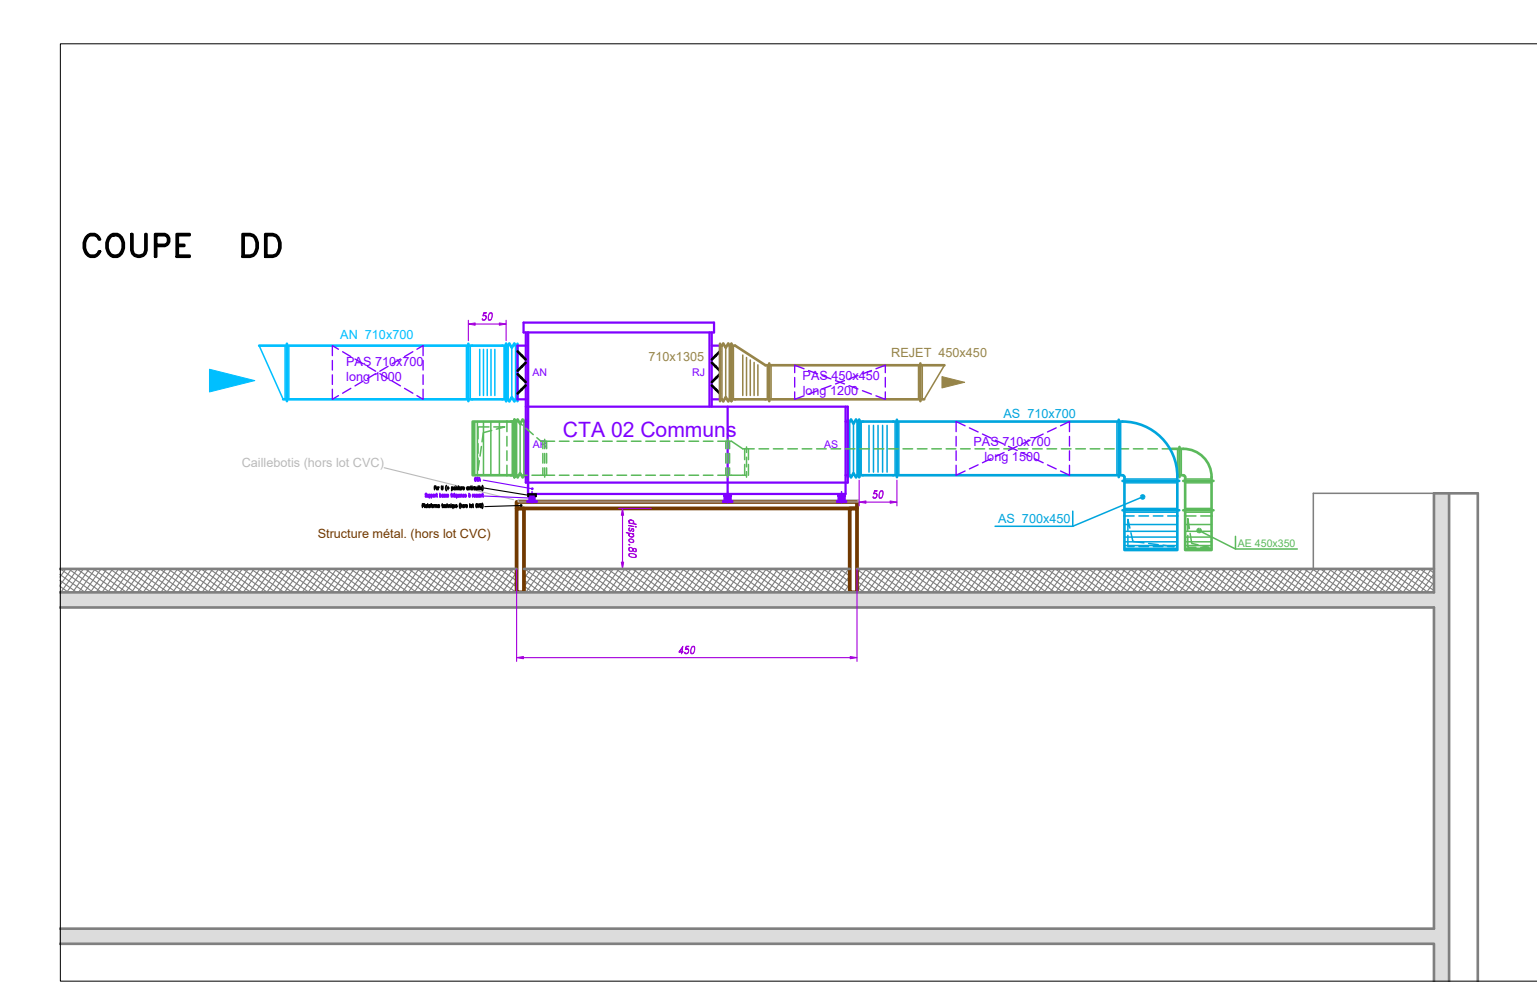 COUPE DD
50
AN 710x700
PAS 710x700
long 1000
AN
710x1305
RJ
REJET 450x450
PAS 450x450
long 1200
CTA 02 Communs
AS
AS 710x700
PAS 710x700
long 1500
Caillebotis (hors lot CVC)
50
AS 700x450
AE 450x350
Structure métal. (hors lot CVC)
dispo.80
450